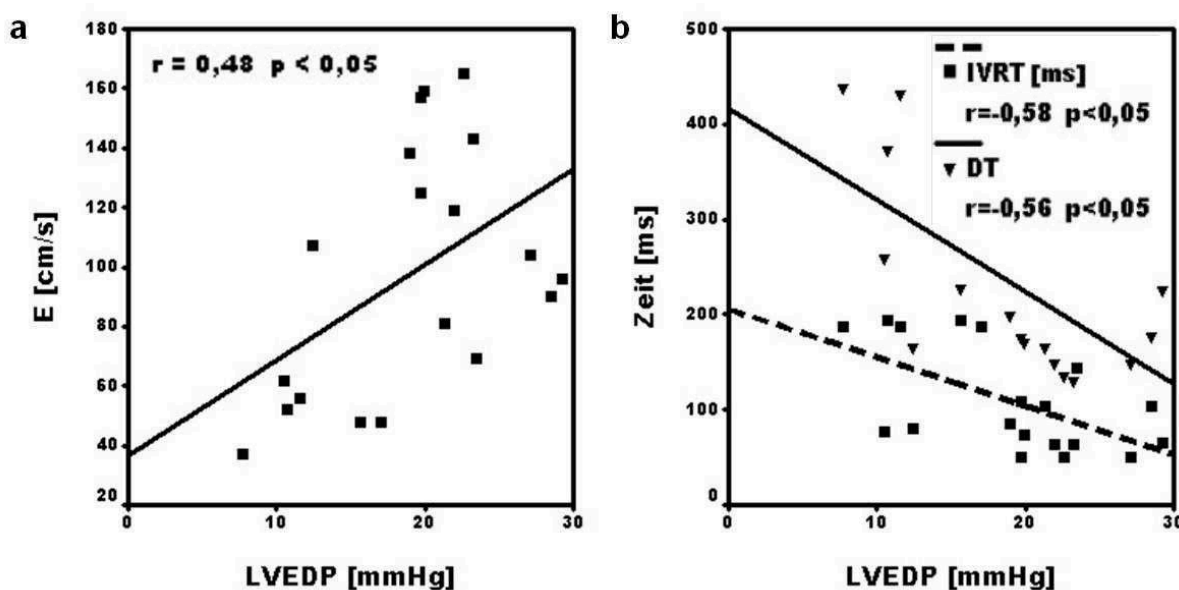 a
r = 0,48 p < 0,05
E [cm/s]
180
160
140
120
100
80
60
40
20
0
10
20
30
LVEDP [mmHg]
b
IVRT [ms]
r=-0,58 p<0,05
DT
r=-0,56 p<0,05
Zeit [ms]
500
400
300
200
100
0
0
10
20
30
LVEDP [mmHg]